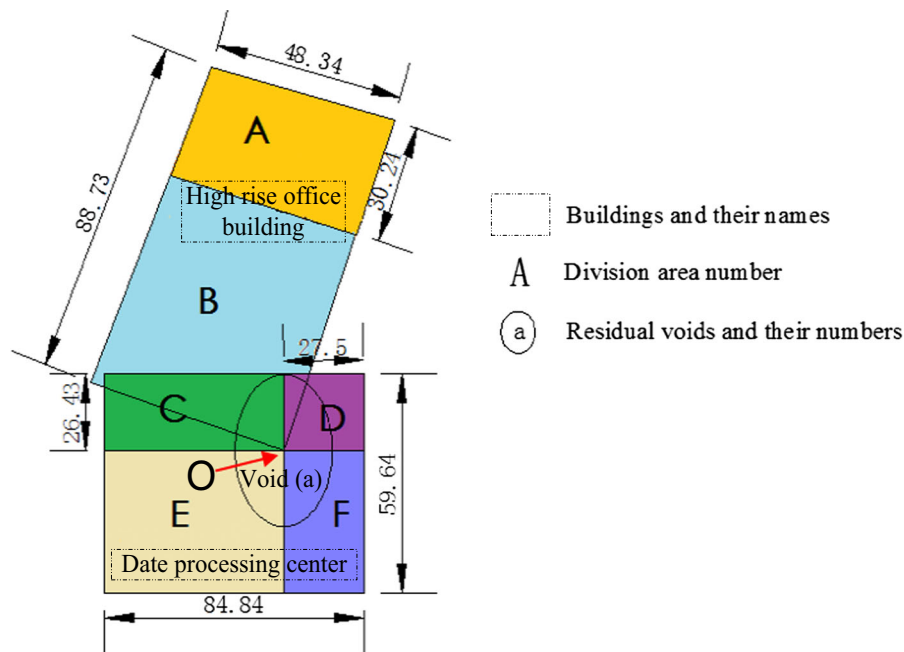 48.34
A
88.73
30.24
High rise office
building
B
27.5
26.43
C
D
O
Void (a)
59.64
E
F
Date processing center
84.84
Buildings and their names
A Division area number
a Residual voids and their numbers